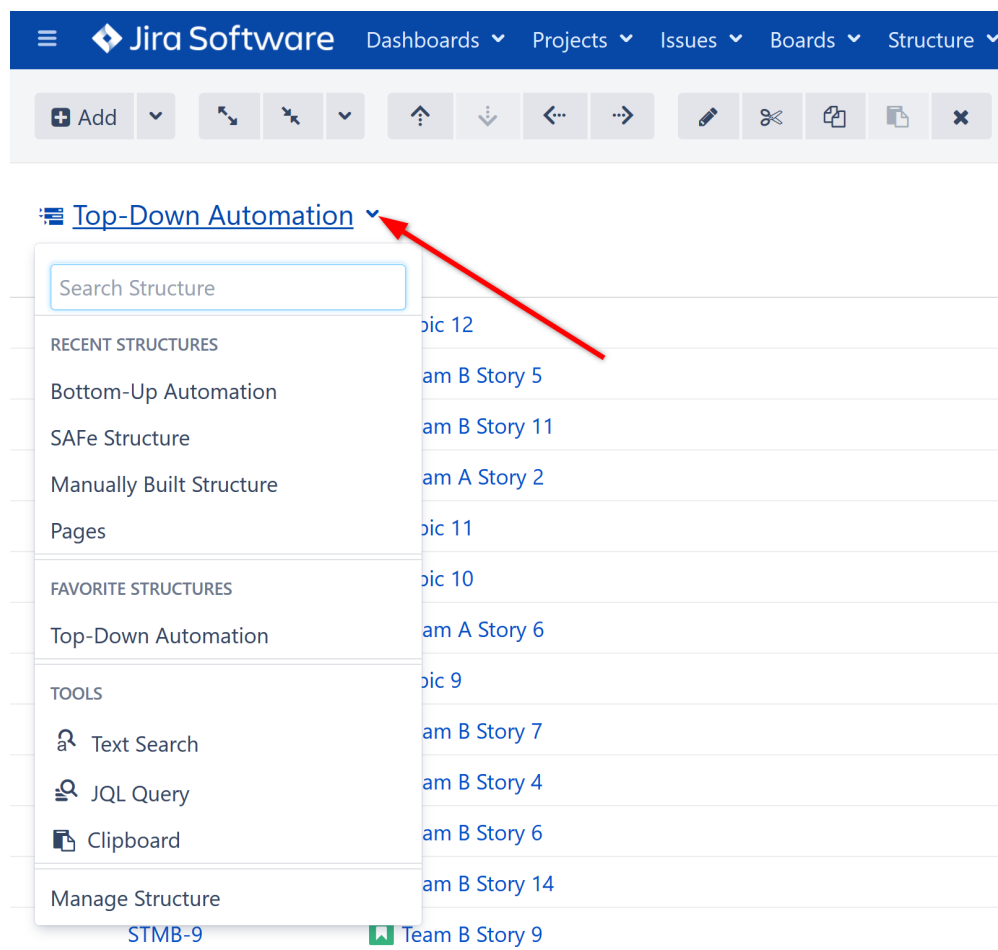 Jira Software Dashboards Projects Issues Boards Structure
Add
Top-Down Automation
Search Structure
RECENT STRUCTURES
Bottom-Up Automation
SAFe Structure
Manually Built Structure
Pages
FAVORITE STRUCTURES
Top-Down Automation
TOOLS
Text Search
JQL Query
Clipboard
Manage Structure
pic 12
am B Story 5
am B Story 11
am A Story 2
pic 11
pic 10
am A Story 6
pic 9
am B Story 7
am B Story 4
am B Story 6
am B Story 14
STMB-9 Team B Story 9